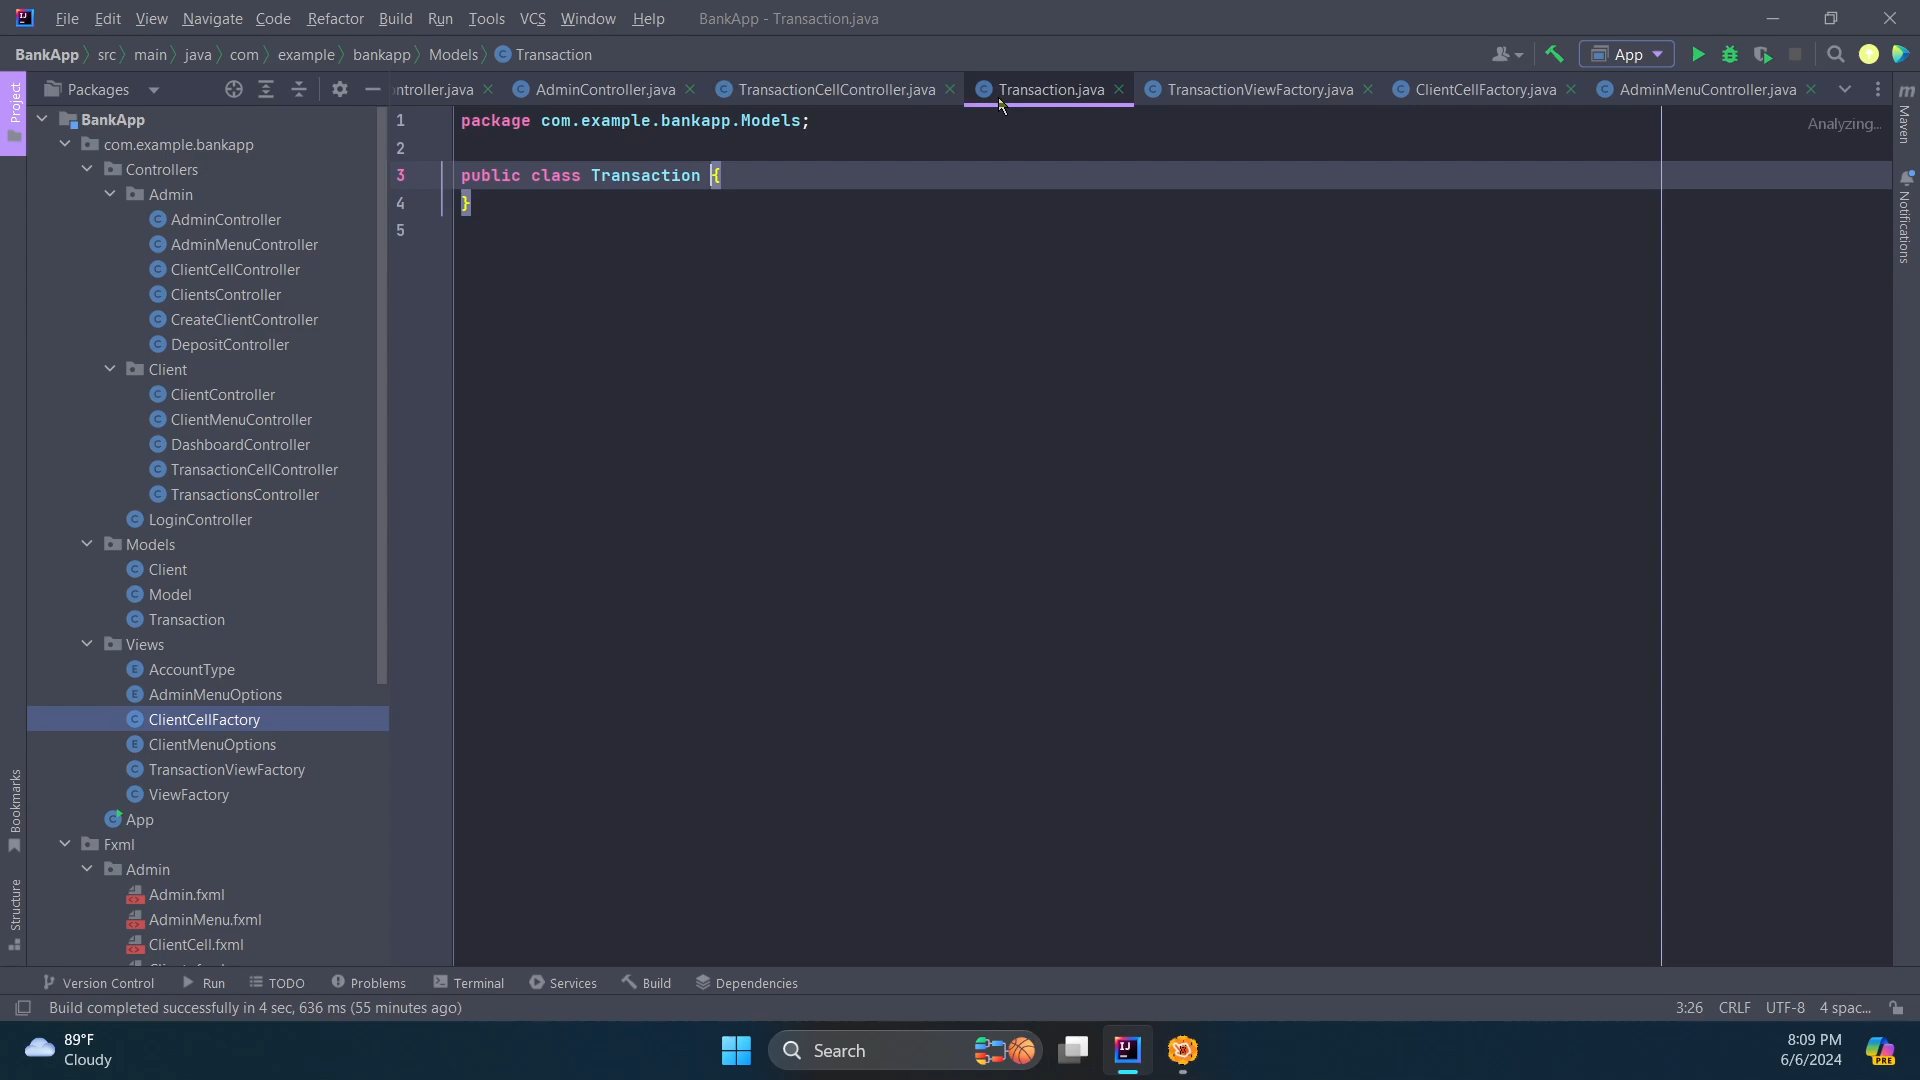 File Edit View Navigate Code Refactor Build Run Tools VCS Window Help BankApp - Transaction.java
BankApp src main java com example bankapp Models Transaction App
Project
Packages
ontroller.java AdminController.java TransactionCellController.java Transaction.java TransactionViewFactory.java ClientCellFactory.java AdminMenuController.java
BankApp
com.example.bankapp
Controllers
Admin
AdminController
AdminMenuController
ClientCellController
ClientsController
CreateClientController
DepositController
Client
ClientController
ClientMenuController
DashboardController
TransactionCellController
TransactionsController
LoginController
Models
Client
Model
Transaction
Views
AccountType
AdminMenuOptions
ClientCellFactory
ClientMenuOptions
TransactionViewFactory
ViewFactory
App
Fxml
Admin
Admin.fxml
AdminMenu.fxml
ClientCell.fxml
1 package com.example.bankapp.Models;
2
3 public class Transaction {
4 }
5
Analyzing...
Maven
Notifications
Bookmarks
Structure
Version Control Run TODO Problems Terminal Services Build Dependencies
Build completed successfully in 4 sec, 636 ms (55 minutes ago) 3:26 CRLF UTF-8 4 spac...
89°F
Cloudy
Search
8:09 PM
6/6/2024
PRE